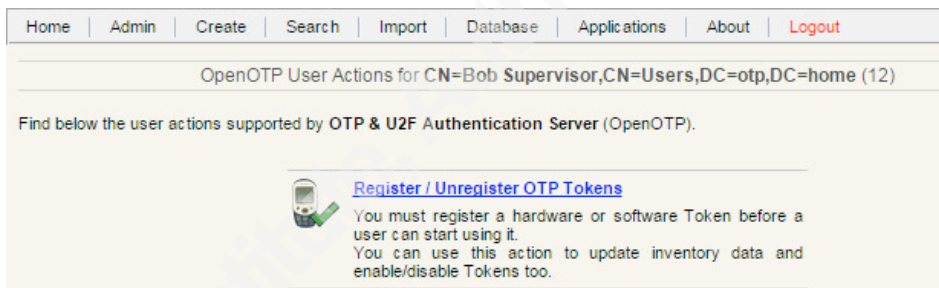 Home Admin Create Search Import Database Applications About Logout
OpenOTP User Actions for CN=Bob Supervisor,CN=Users,DC=otp,DC=home (12)
Find below the user actions supported by OTP & U2F Authentication Server (OpenOTP).
Register / Unregister OTP Tokens
You must register a hardware or software Token before a
user can start using it.
You can use this action to update inventory data and
enable/disable Tokens too.